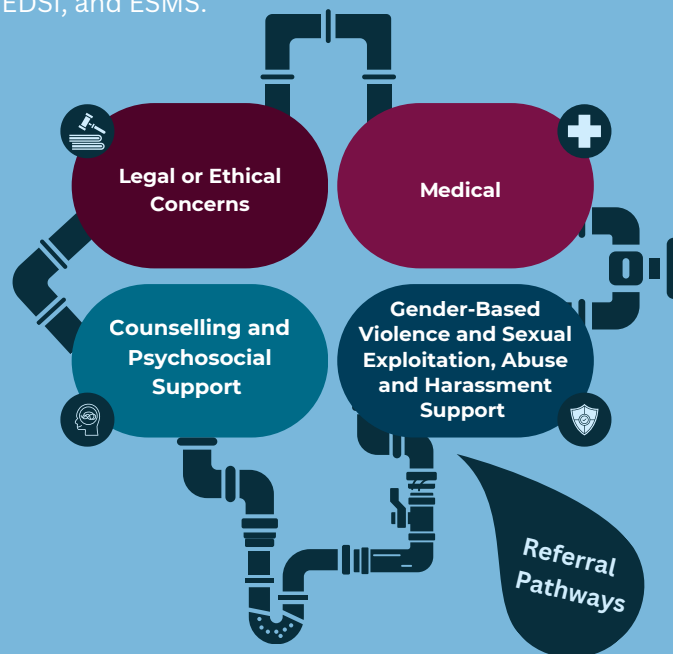 EDSI, and ESMS.
Legal or Ethical
Concerns
Medical
Counselling and
Psychosocial
Support
Gender-Based
Violence and Sexual
Exploitation, Abuse
and Harassment
Support
Referral
Pathways